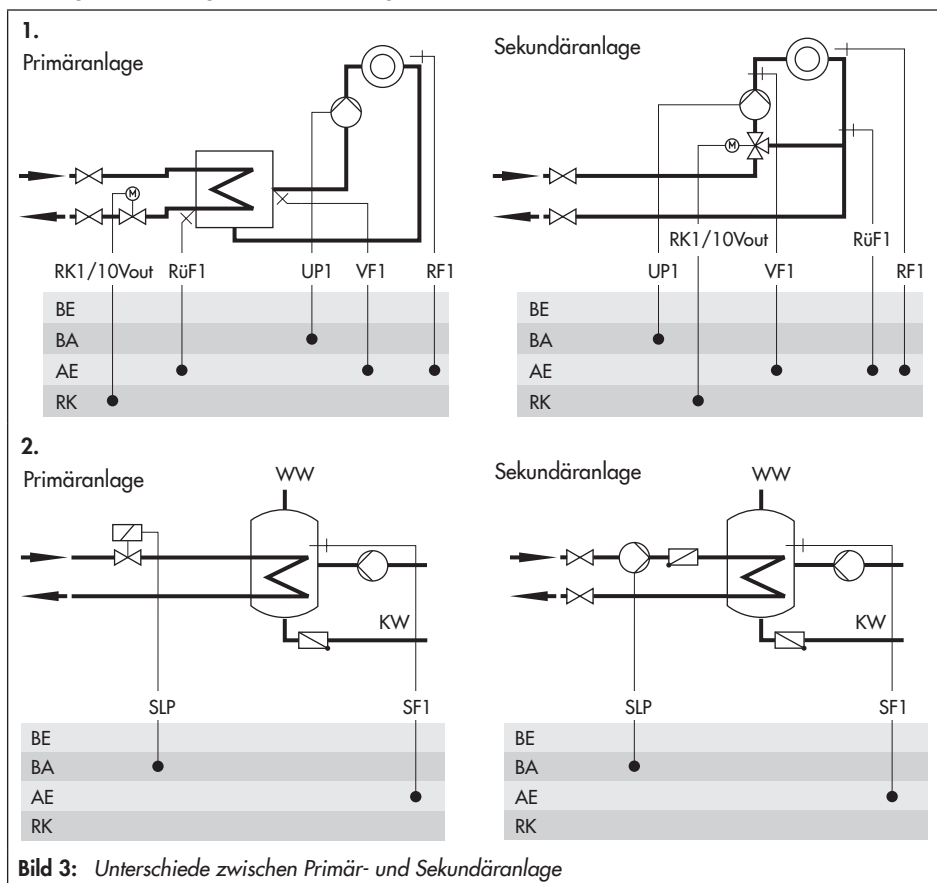 1.
Primäranlage
Sekundäranlage
M
M
RK1/10Vout RüF1 UP1 VF1 RF1
RK1/10Vout RüF1
UP1 VF1 RF1
BE
BA
AE
RK
BE
BA
AE
RK
2.
Primäranlage
WW
KW
SLP SF1
BE
BA
AE
RK
Sekundäranlage
WW
KW
SLP SF1
BE
BA
AE
RK
Bild 3: Unterschiede zwischen Primär- und Sekundäranlage